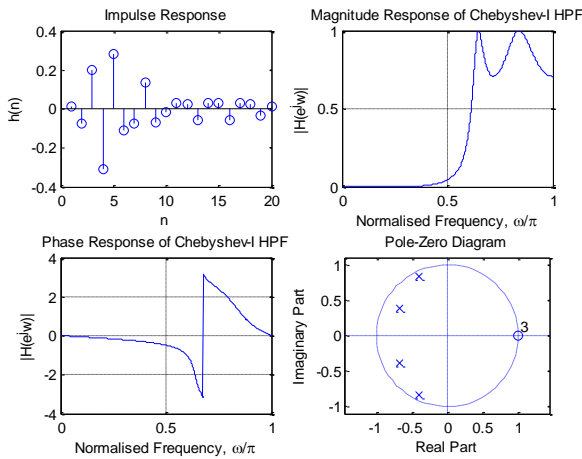 Impulse Response
0.4
0.2
0
-0.2
-0.4
h(n)
0
5
10
15
20
n
Magnitude Response of Chebyshev-I HPF
1
0.5
0
|H(e^jw)|
0
0.5
1
Normalised Frequency, ω/π
Phase Response of Chebyshev-I HPF
4
2
0
-2
-4
|H(e^jw)|
0
0.5
1
Normalised Frequency, ω/π
Pole-Zero Diagram
1
0.5
0
0.5
-1
Imaginary Part
3
-1
-0.5
0
0.5
1
Real Part